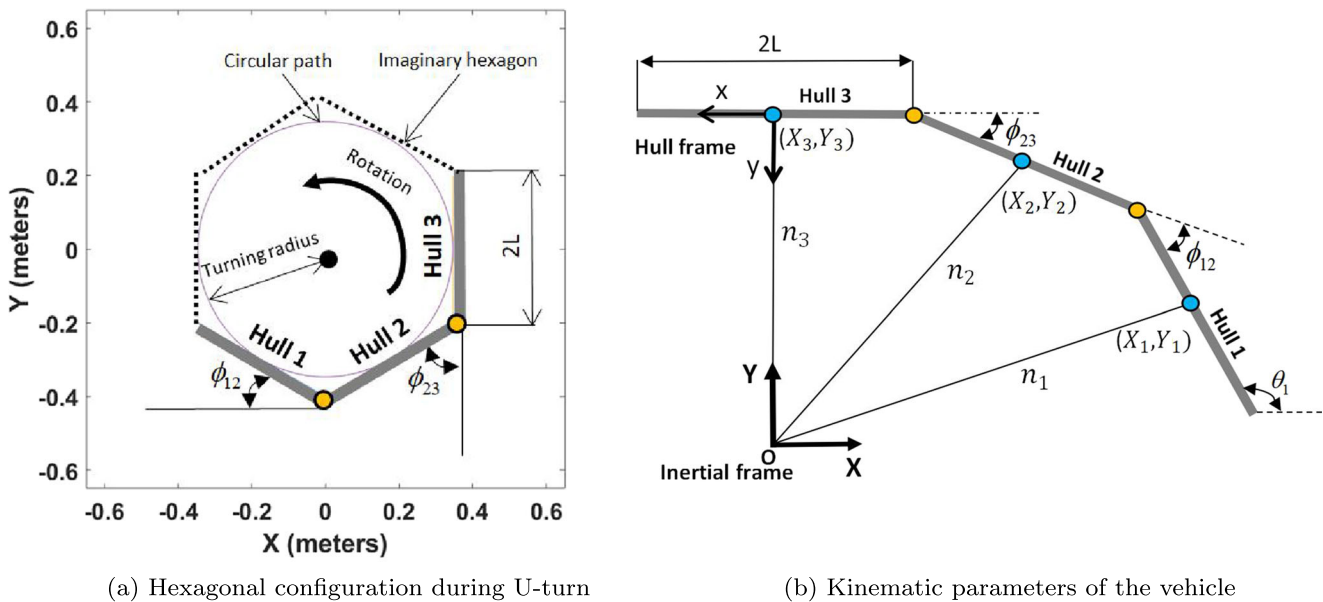 0.6
0.4
0.2
0
-0.2
-0.4
-0.6
Y (meters)
-0.6 -0.4 -0.2 0 0.2 0.4 0.6
X (meters)
Circular path
Imaginary hexagon
Rotation
Turning radius
Hull 3
2L
Hull 1
Hull 2
ϕ₁₂
ϕ₂₃
(a) Hexagonal configuration during U-turn
2L
x
Hull 3
(X₃,Y₃)
Hull frame
y
ϕ₂₃
Hull 2
(X₂,Y₂)
n₃
ϕ₁₂
n₂
(X₁,Y₁)
Hull 1
n₁
Y
θ₁
O
X
Inertial frame
(b) Kinematic parameters of the vehicle